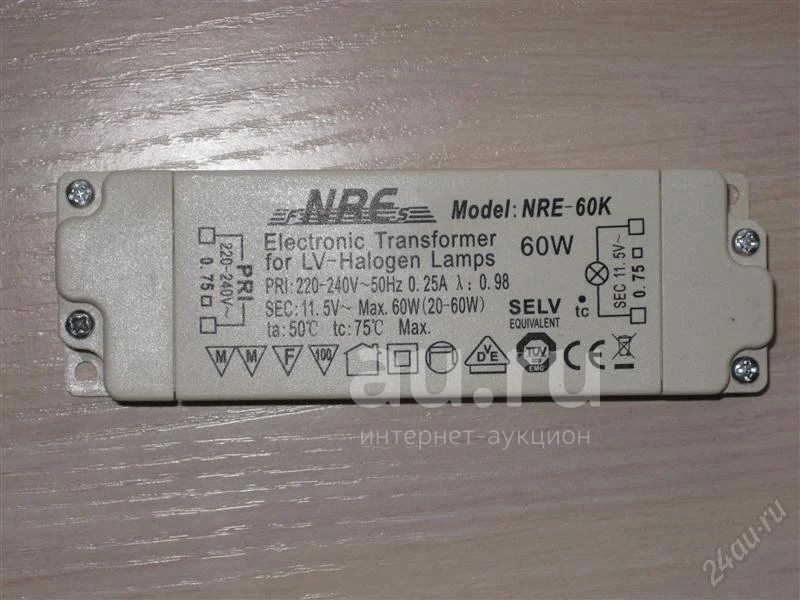 NRE
F S
Model: NRE-60K
Electronic Transformer
for LV-Halogen Lamps
60W
PRI: 220-240V~50Hz 0.25A λ: 0.98
SEC: 11.5V~ Max. 60W(20-60W)
ta: 50℃ tc: 75℃ Max.
SELV
EQUIVALENT
tc
0.75
220-240V~
PRI
SEC 11.5V~
0.75
M M F 100
VDE
TÜV
EMC
CE
au.ru
интернет-аукцион
24au.ru